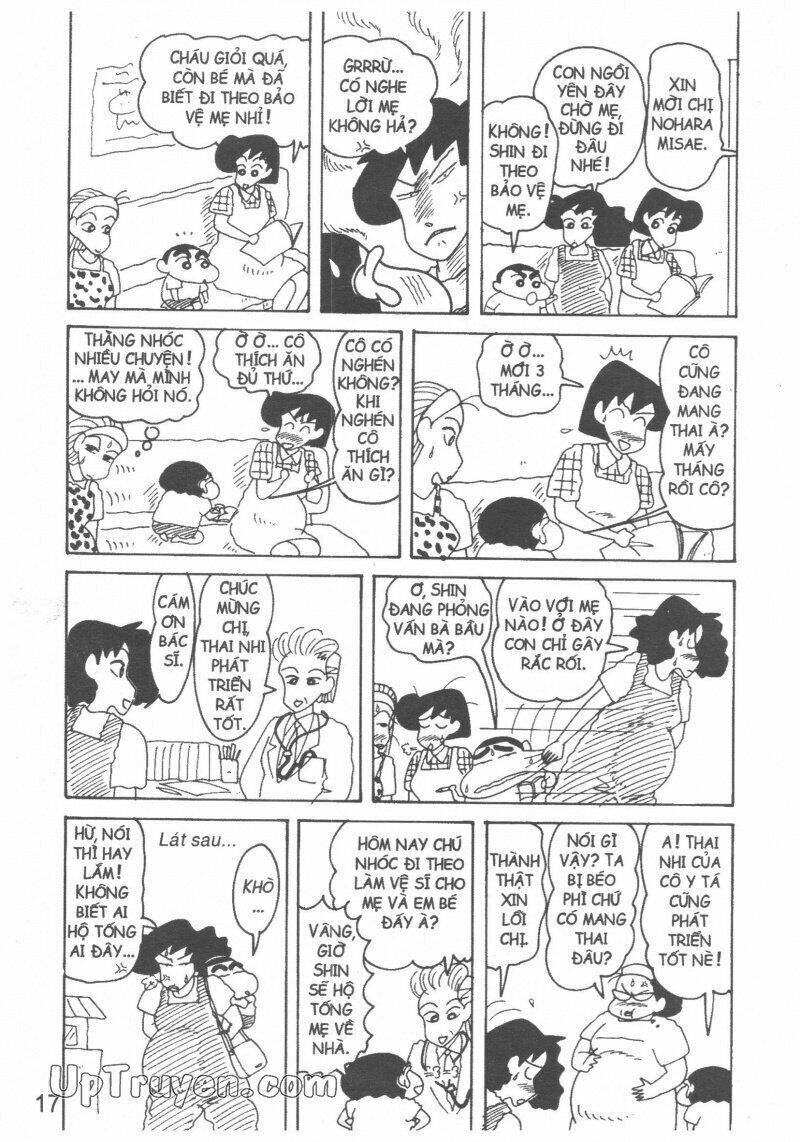 XIN
MỜI CHỊ
NOHARA
MISAE.
CON NGỒI
YÊN ĐÂY
CHỜ MẸ,
ĐỪNG ĐI
ĐÂU
NHÉ!
KHÔNG!
SHIN ĐI
THEO
BẢO VỆ
MẸ.
GRRRỪ...
CÓ NGHE
LỜI MẸ
KHÔNG HẢ?
CHÁU GIỎI QUÁ,
CÒN BÉ MÀ ĐÃ
BIẾT ĐI THEO BẢO
VỆ MẸ NHỈ!
CÔ
CŨNG
ĐANG
MANG
THAI À?
MẤY
THÁNG
RỒI CÔ?
Ờ Ờ...
MỚI 3
THÁNG...
CÔ CÓ
NGHÉN
KHÔNG?
KHI
NGHÉN
CÔ
THÍCH
ĂN GÌ?
Ờ Ờ... CÔ
THÍCH ĂN
ĐỦ THỨ...
THẰNG NHÓC
NHIỀU CHUYỆN!
... MAY MÀ MÌNH
KHÔNG HỎI NÓ.
VÀO VỚI MẸ
NÀO! Ở ĐÂY
CON CHỈ GÂY
RẮC RỐI.
Ơ, SHIN
ĐANG PHỎNG
VẤN BÀ BẦU
MÀ?
CHÚC
MỪNG
CHỊ,
THAI NHI
PHÁT
TRIỂN
RẤT
TỐT.
CÁM
ƠN
BÁC
SĨ.
A! THAI
NHI CỦA
CÔ Y TÁ
CŨNG
PHÁT
TRIỂN
TỐT NÈ!
NÓI GÌ
VẬY? TA
BỊ BÉO
PHÌ CHỨ
CÓ MANG
THAI
ĐÂU?
THÀNH
THẬT
XIN
LỖI
CHỊ.
HÔM NAY CHÚ
NHÓC ĐI THEO
LÀM VỆ SĨ CHO
MẸ VÀ EM BÉ
ĐẤY À?
VÂNG,
GIỜ
SHIN
SẼ HỘ
TỐNG
MẸ VỀ
NHÀ.
Lát sau...
KHÒ
...
HỪ, NÓI
THÌ HAY
LẮM!
KHÔNG
BIẾT AI
HỘ TỐNG
AI ĐÂY...
UpTruyen.com
17